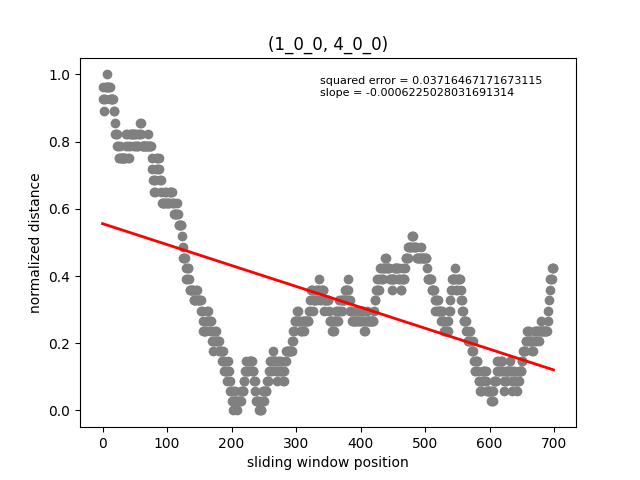 (1_0_0, 4_0_0)
squared error = 0.03716467171673115
slope = -0.0006225028031691314
normalized distance
1.0
0.8
0.6
0.4
0.2
0.0
0 100 200 300 400 500 600 700
sliding window position